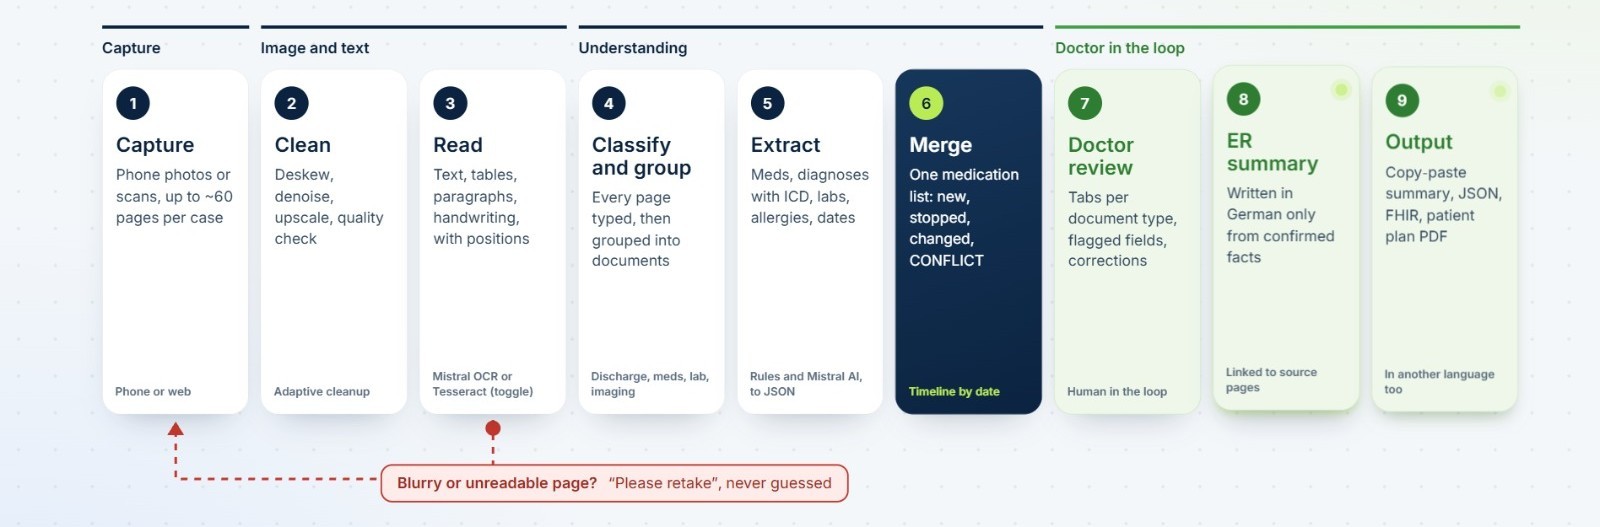 Capture
Image and text
Understanding
Doctor in the loop
1
Capture
Phone photos or
scans, up to ~60
pages per case
Phone or web
2
Clean
Deskew,
denoise,
upscale, quality
check
Adaptive cleanup
3
Read
Text, tables,
paragraphs,
handwriting,
with positions
Mistral OCR or
Tesseract (toggle)
4
Classify
and group
Every page
typed, then
grouped into
documents
Discharge, meds, lab,
imaging
5
Extract
Meds, diagnoses
with ICD, labs,
allergies, dates
Rules and Mistral AI,
to JSON
6
Merge
One medication
list: new,
stopped,
changed,
CONFLICT
Timeline by date
7
Doctor
review
Tabs per
document type,
flagged fields,
corrections
Human in the loop
8
ER
summary
Written in
German only
from confirmed
facts
Linked to source
pages
9
Output
Copy-paste
summary, JSON,
FHIR, patient
plan PDF
In another language
too
Blurry or unreadable page? “Please retake”, never guessed